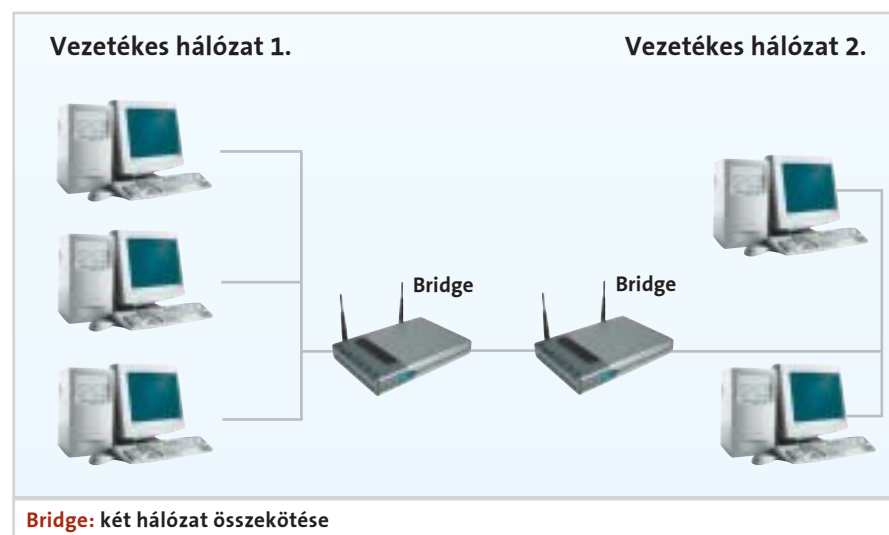 Vezetékes hálózat 1.
Vezetékes hálózat 2.
Bridge
Bridge
Bridge: két hálózat összekötése